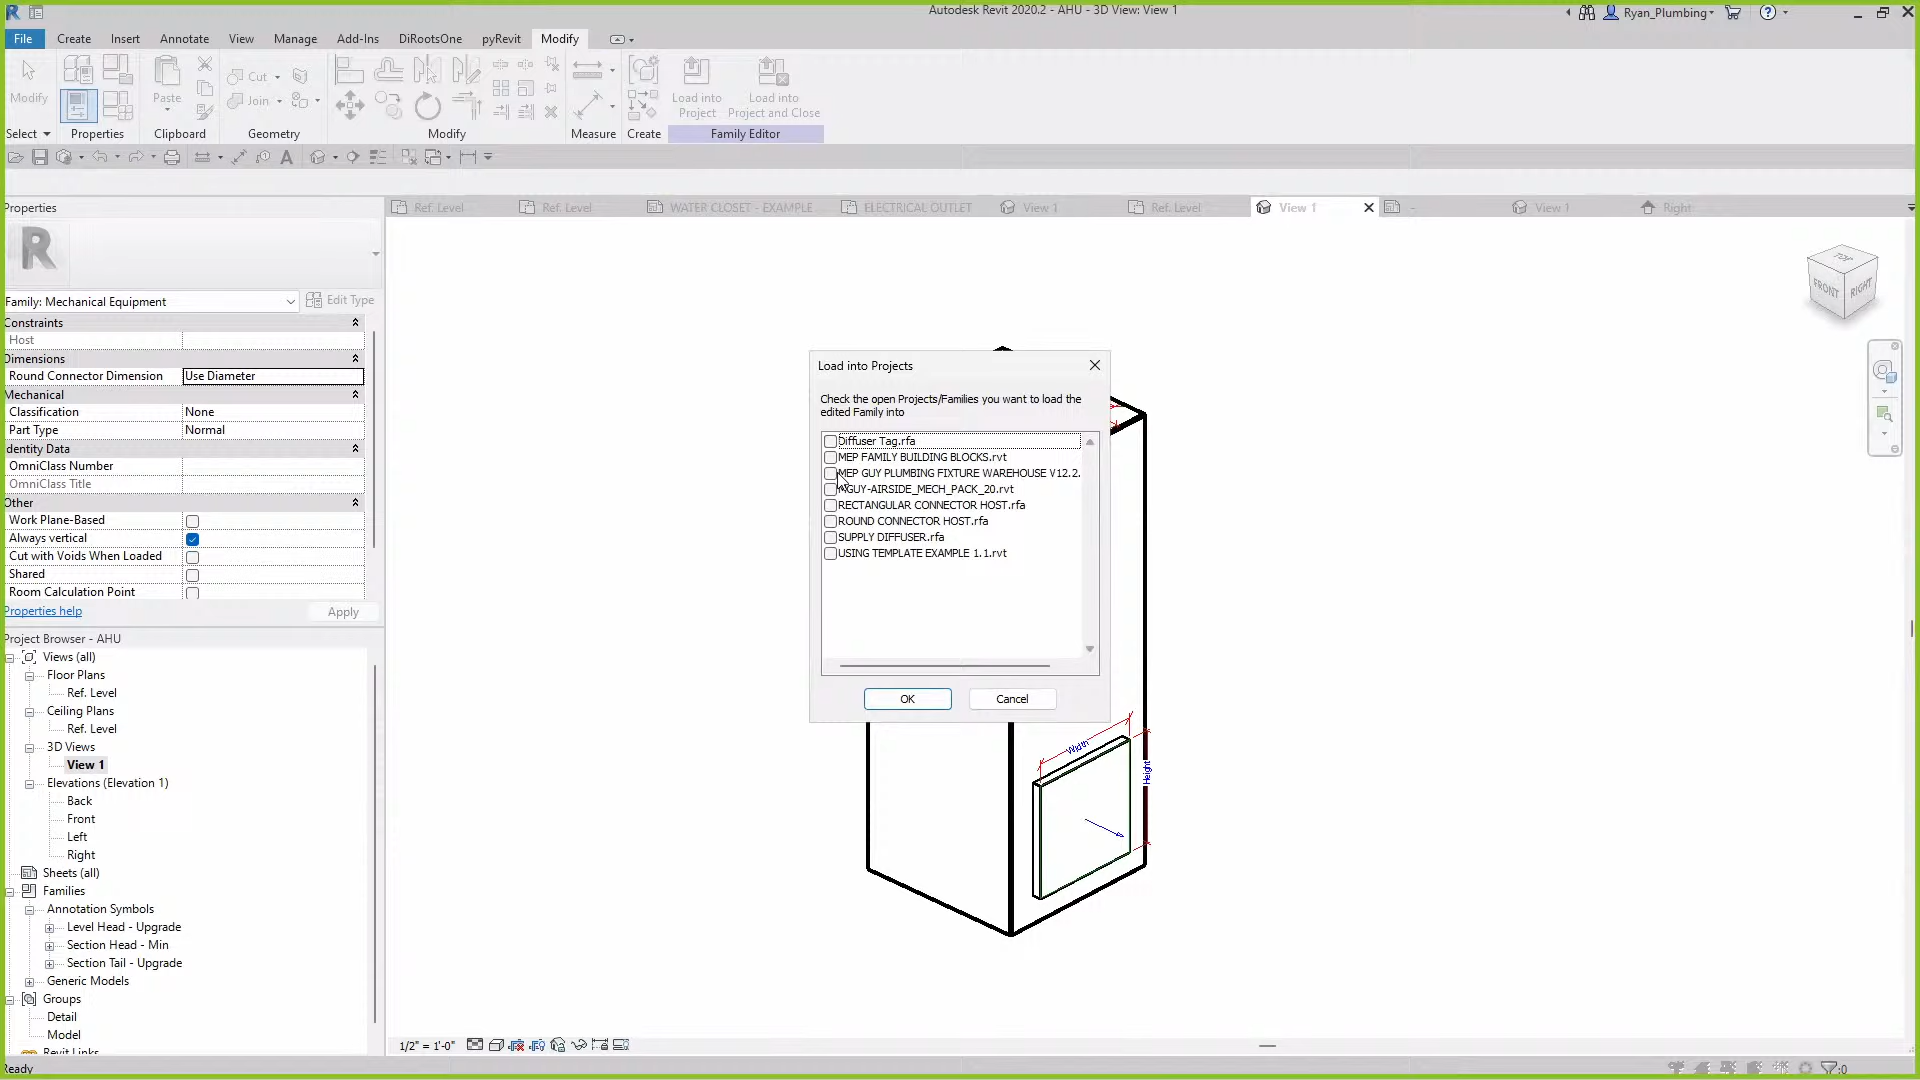 Autodesk Revit 2020.2 - AHU - 3D View: View 1
Ryan_Plumbing
File Create Insert Annotate View Manage Add-Ins DiRootsOne pyRevit Modify
Modify
Paste
Cut
Join
Load into Project
Load into Project and Close
Select Properties Clipboard Geometry Modify Measure Create Family Editor
Properties
Ref. Level
Ref. Level
WATER CLOSET - EXAMPLE
ELECTRICAL OUTLET
View 1
Ref. Level
View 1
-
View 1
Right
Family: Mechanical Equipment
Edit Type
Constraints
Host
Dimensions
Round Connector Dimension Use Diameter
Mechanical
Classification None
Part Type Normal
Identity Data
OmniClass Number
OmniClass Title
Other
Work Plane-Based
Always vertical
Cut with Voids When Loaded
Shared
Room Calculation Point
Properties help
Apply
Project Browser - AHU
Views (all)
Floor Plans
Ref. Level
Ceiling Plans
Ref. Level
3D Views
View 1
Elevations (Elevation 1)
Back
Front
Left
Right
Sheets (all)
Families
Annotation Symbols
Level Head - Upgrade
Section Head - Min
Section Tail - Upgrade
Generic Models
Groups
Detail
Model
Revit Links
Ready
Load into Projects
Check the open Projects/Families you want to load the
edited Family into
Diffuser Tag.rfa
MEP FAMILY BUILDING BLOCKS.rvt
MEP GUY PLUMBING FIXTURE WAREHOUSE V12.2.
RECTANGULAR CONNECTOR HOST.rfa
ROUND CONNECTOR HOST.rfa
SUPPLY DIFFUSER.rfa
USING TEMPLATE EXAMPLE 1.1.rvt
OK
Cancel
Width
Height
TOP
FRONT
RIGHT
1/2" = 1'-0"
:0